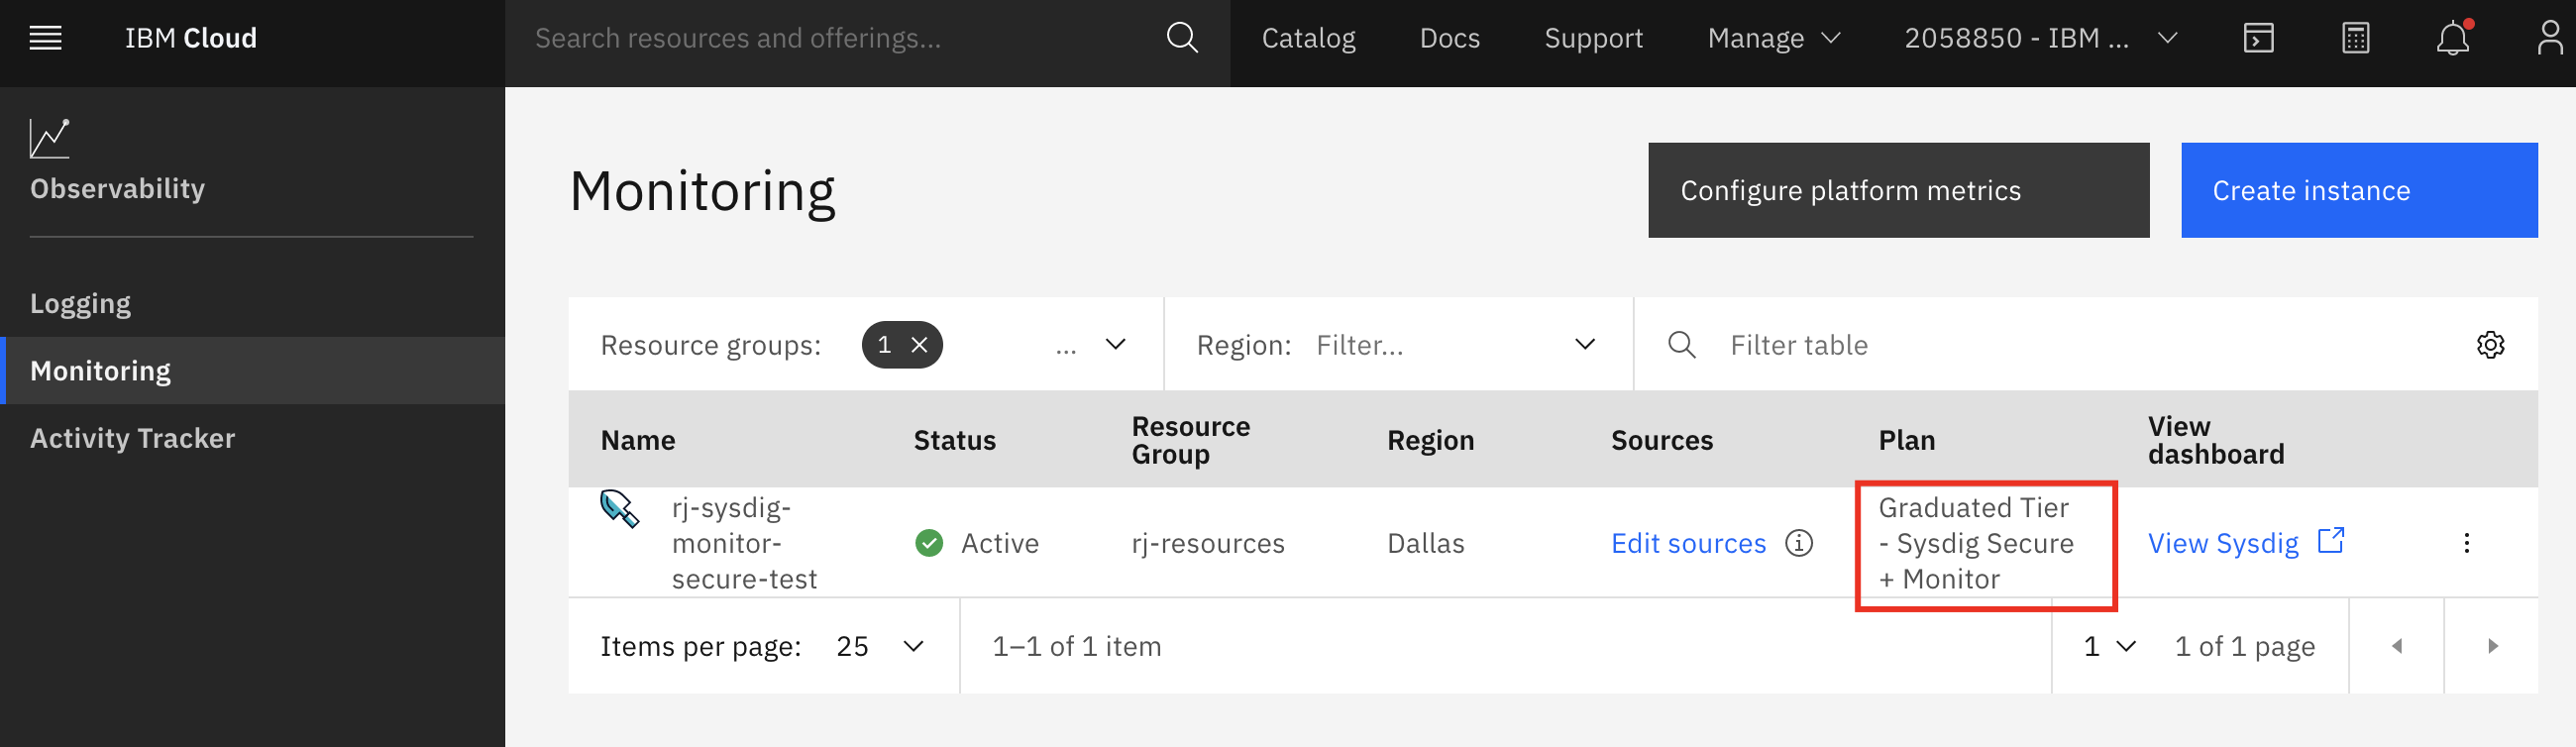 IBM Cloud
Search resources and offerings...
Catalog
Docs
Support
Manage
2058850 - IBM ...
Observability
Logging
Monitoring
Activity Tracker
Monitoring
Configure platform metrics
Create instance
Resource groups: 1 ...
Region: Filter...
Filter table
Name
Status
Resource
Group
Region
Sources
Plan
View
dashboard
rj-sysdig-
monitor-
secure-test
Active
rj-resources
Dallas
Edit sources
Graduated Tier
- Sysdig Secure
+ Monitor
View Sysdig
Items per page: 25
1–1 of 1 item
1
1 of 1 page